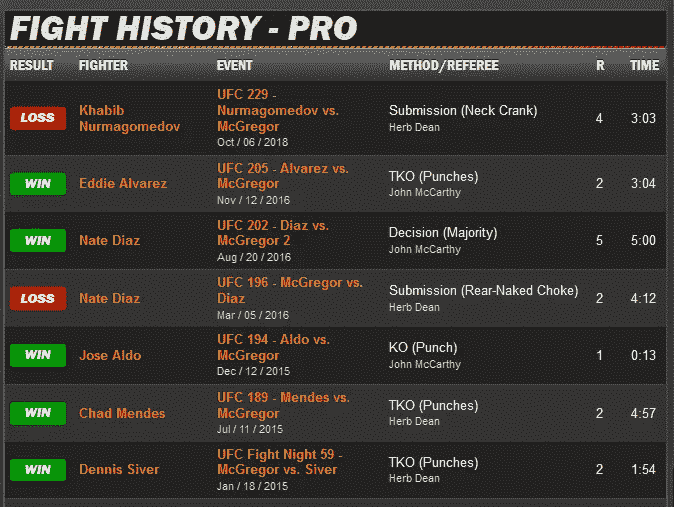 FIGHT HISTORY - PRO
RESULT FIGHTER EVENT METHOD/REFEREE R TIME
LOSS
Khabib
Nurmagomedov
UFC 229 -
Nurmagomedov vs.
McGregor
Oct / 06 / 2018
Submission (Neck Crank)
Herb Dean
4
3:03
WIN
Eddie Alvarez
UFC 205 - Alvarez vs.
McGregor
Nov / 12 / 2016
TKO (Punches)
John McCarthy
2
3:04
WIN
Nate Diaz
UFC 202 - Diaz vs.
McGregor 2
Aug / 20 / 2016
Decision (Majority)
John McCarthy
5
5:00
LOSS
Nate Diaz
UFC 196 - McGregor vs.
Diaz
Mar / 05 / 2016
Submission (Rear-Naked Choke)
Herb Dean
2
4:12
WIN
Jose Aldo
UFC 194 - Aldo vs.
McGregor
Dec / 12 / 2015
KO (Punch)
John McCarthy
1
0:13
WIN
Chad Mendes
UFC 189 - Mendes vs.
McGregor
Jul / 11 / 2015
TKO (Punches)
Herb Dean
2
4:57
WIN
Dennis Siver
UFC Fight Night 59 -
McGregor vs. Siver
Jan / 18 / 2015
TKO (Punches)
Herb Dean
2
1:54